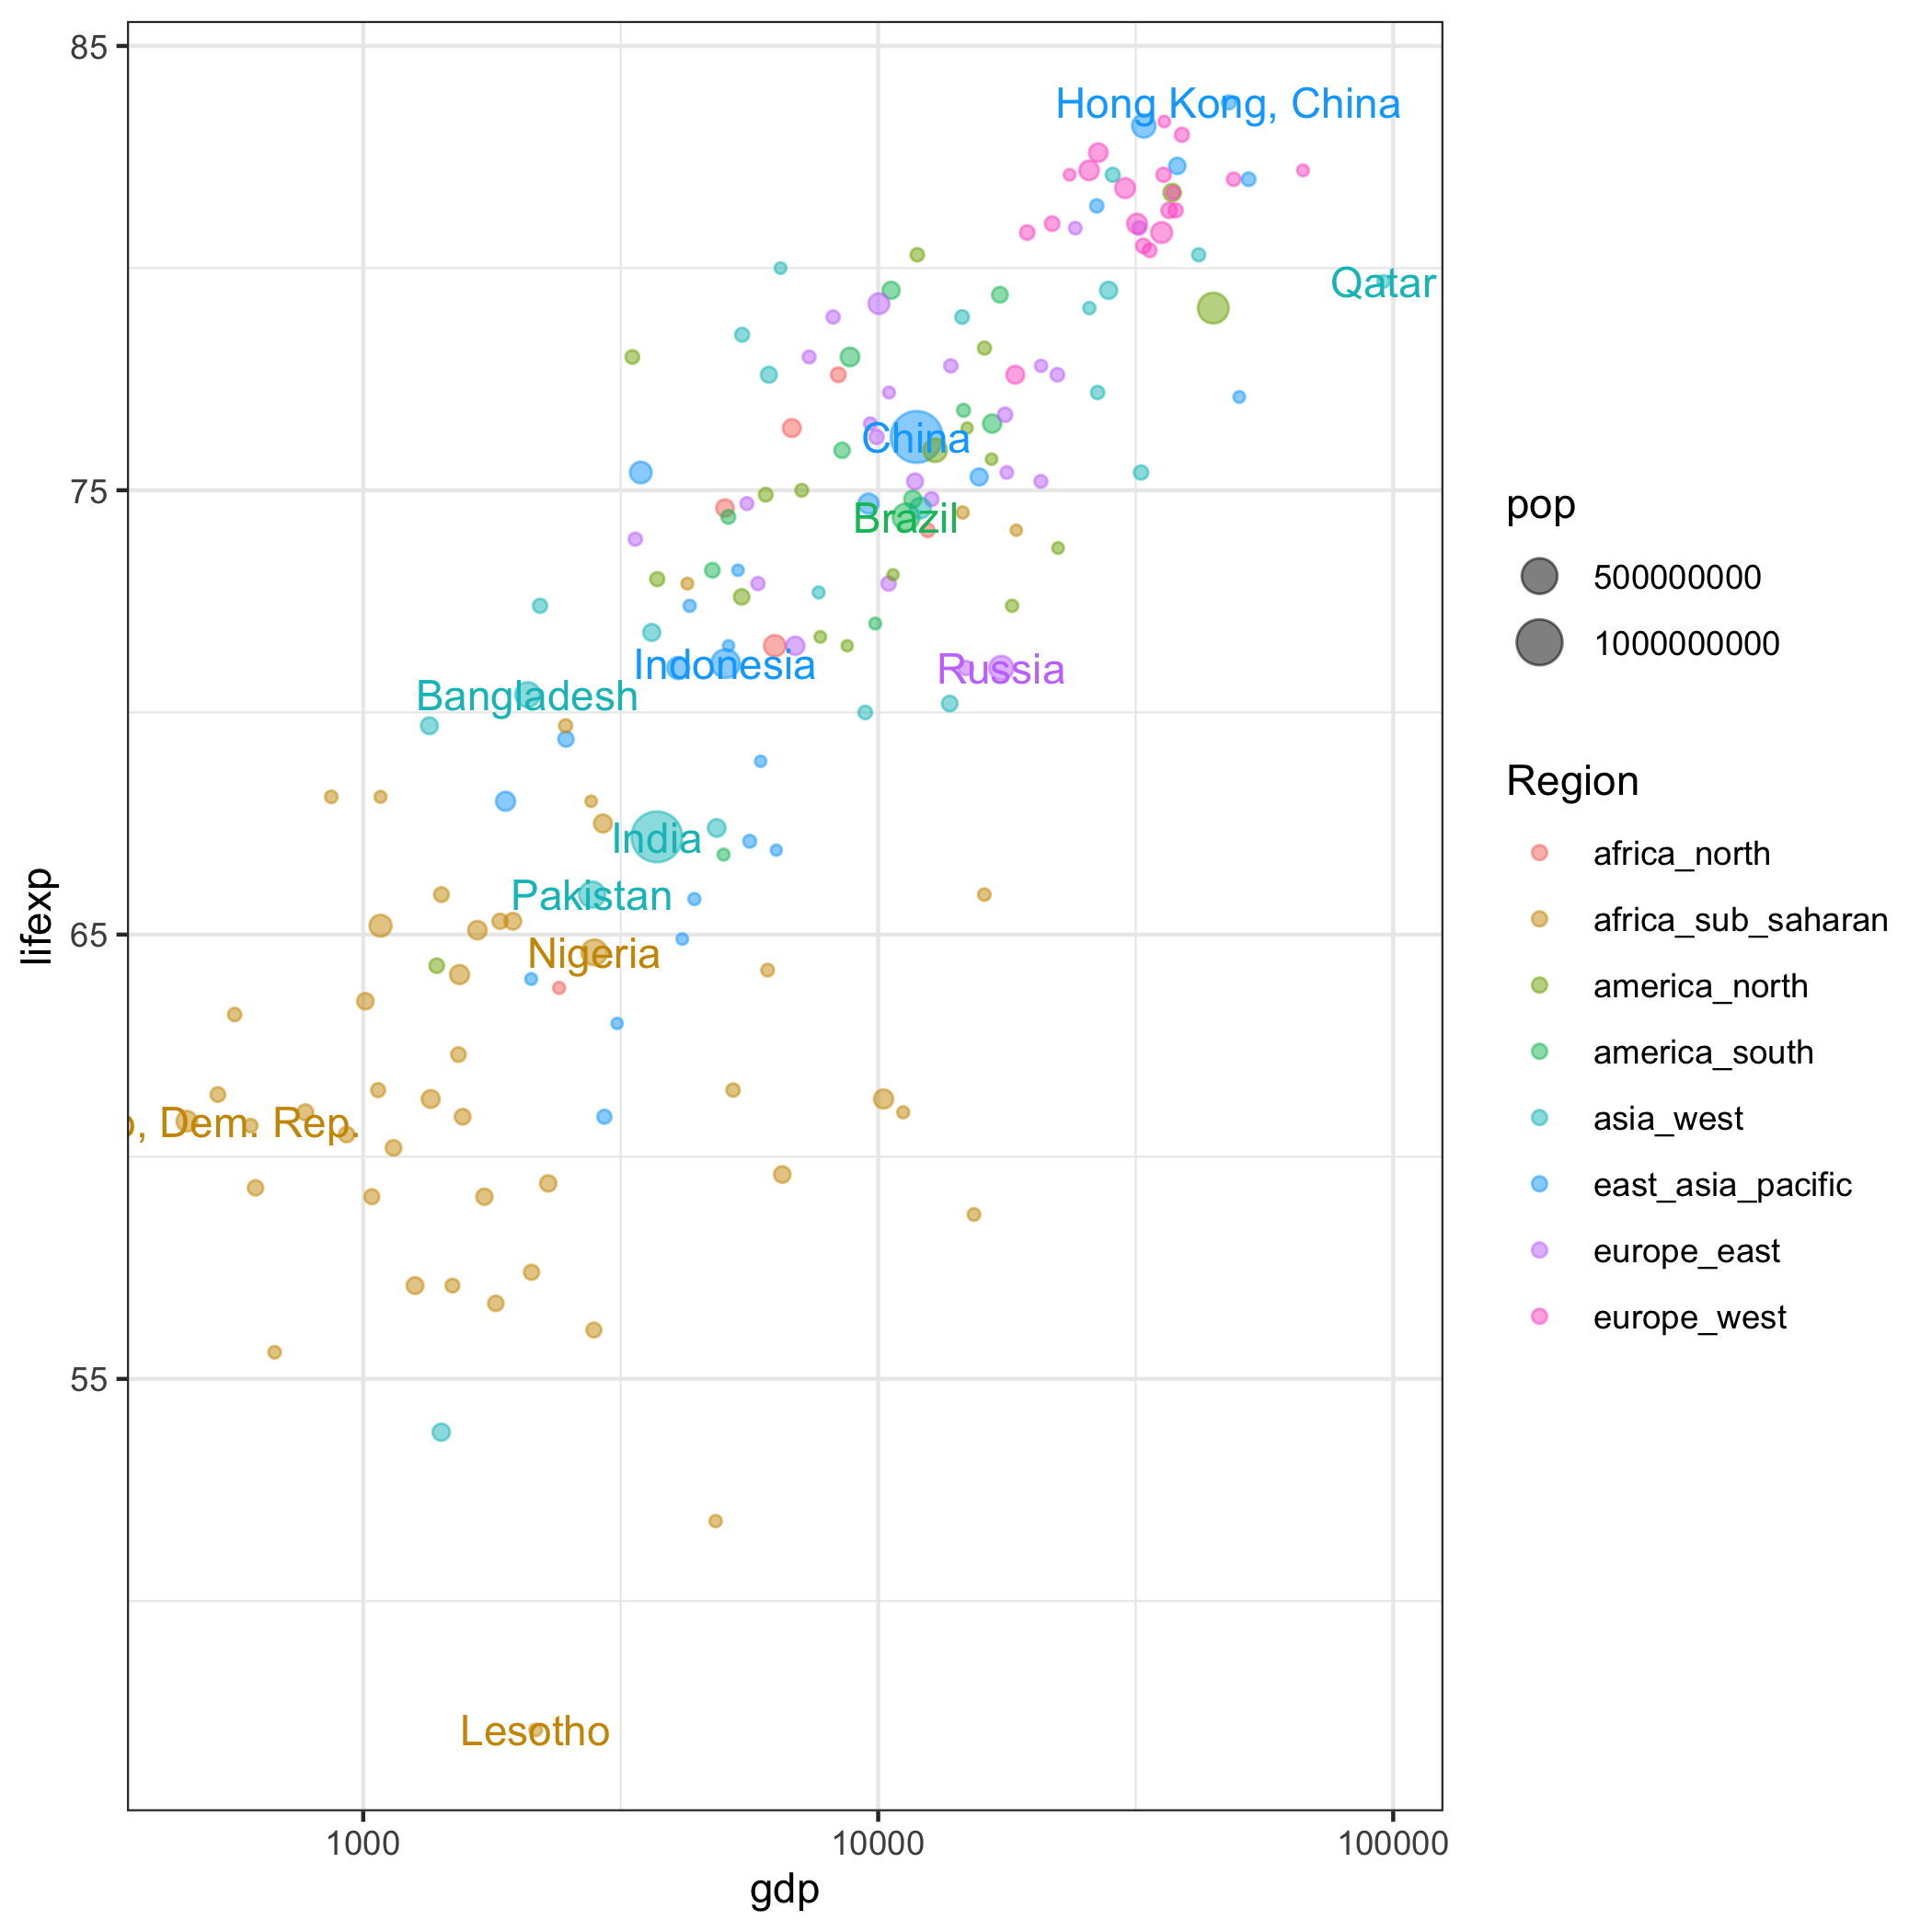 85
75
65
55
lifexp
Hong Kong, China
Qatar
China
Brazil
Indonesia
Russia
Bangladesh
India
Pakistan
Nigeria
, Dem. Rep.
Lesotho
1000
10000
100000
gdp
pop
500000000
1000000000
Region
africa_north
africa_sub_saharan
america_north
america_south
asia_west
east_asia_pacific
europe_east
europe_west